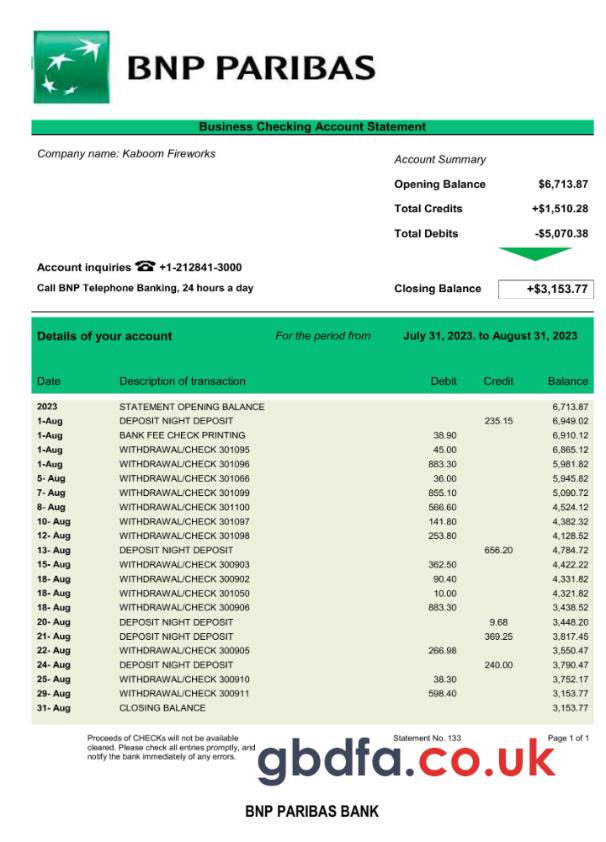 BNP PARIBAS
Business Checking Account Statement
Company name: Kaboom Fireworks
Account Summary
Opening Balance $6,713.87
Total Credits +$1,510.28
Total Debits -$5,070.38
Account inquiries ☎ +1-212841-3000
Call BNP Telephone Banking, 24 hours a day
Closing Balance +$3,153.77
Details of your account For the period from July 31, 2023. to August 31, 2023
Date Description of transaction Debit Credit Balance
2023 STATEMENT OPENING BALANCE 6,713.87
1-Aug DEPOSIT NIGHT DEPOSIT 235.15 6,949.02
1-Aug BANK FEE CHECK PRINTING 38.90 6,910.12
1-Aug WITHDRAWAL/CHECK 301095 45.00 6,865.12
1-Aug WITHDRAWAL/CHECK 301096 883.30 5,981.82
5- Aug WITHDRAWAL/CHECK 301066 36.00 5,945.82
7- Aug WITHDRAWAL/CHECK 301099 855.10 5,090.72
8- Aug WITHDRAWAL/CHECK 301100 566.60 4,524.12
10- Aug WITHDRAWAL/CHECK 301097 141.80 4,382.32
12- Aug WITHDRAWAL/CHECK 301098 253.80 4,128.52
13- Aug DEPOSIT NIGHT DEPOSIT 656.20 4,784.72
15- Aug WITHDRAWAL/CHECK 300903 362.50 4,422.22
18- Aug WITHDRAWAL/CHECK 300902 90.40 4,331.82
18- Aug WITHDRAWAL/CHECK 301050 10.00 4,321.82
18- Aug WITHDRAWAL/CHECK 300906 883.30 3,438.52
20- Aug DEPOSIT NIGHT DEPOSIT 9.68 3,448.20
21- Aug DEPOSIT NIGHT DEPOSIT 369.25 3,817.45
22- Aug WITHDRAWAL/CHECK 300905 266.98 3,550.47
24- Aug DEPOSIT NIGHT DEPOSIT 240.00 3,790.47
25- Aug WITHDRAWAL/CHECK 300910 38.30 3,752.17
29- Aug WITHDRAWAL/CHECK 300911 598.40 3,153.77
31- Aug CLOSING BALANCE 3,153.77
Proceeds of CHECKs will not be available
cleared. Please check all entries promptly, and
notify the bank immediately of any errors.
Statement No. 133 Page 1 of 1
gbdfa.co.uk
BNP PARIBAS BANK